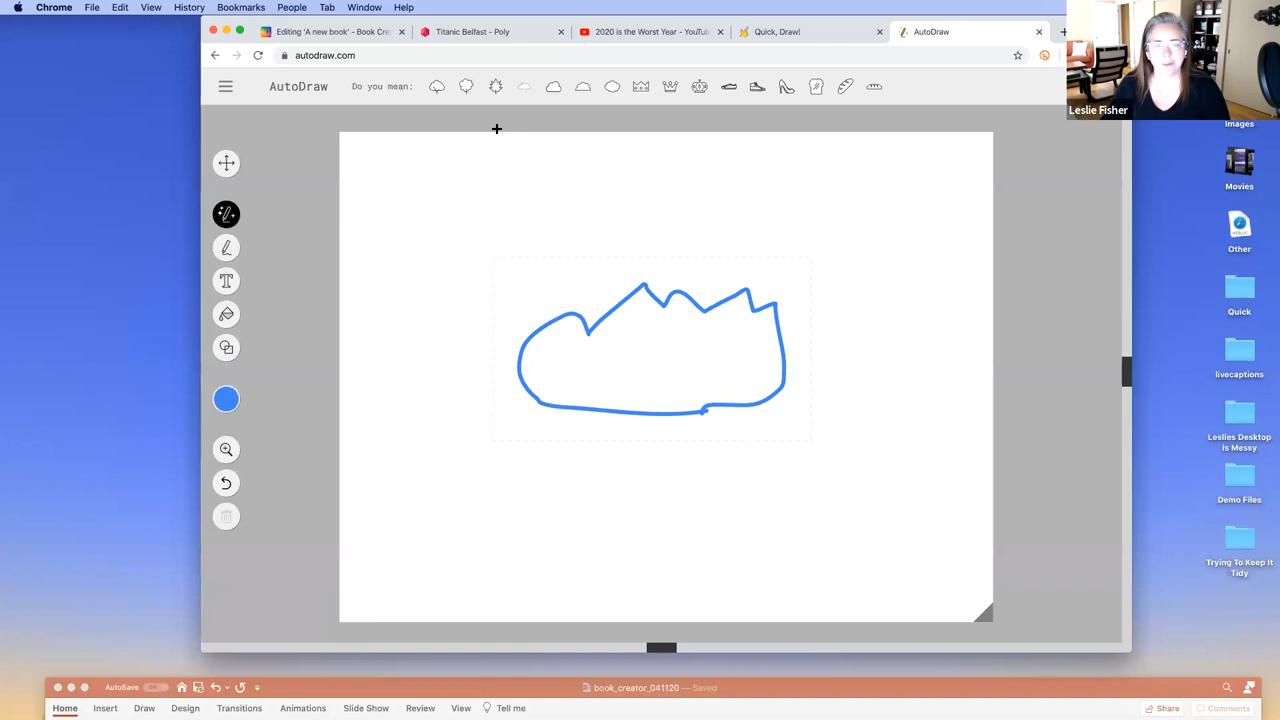 Chrome File Edit View History Bookmarks People Tab Window Help
Editing 'A new book' - Book Cre
Titanic Belfast - Poly
2020 is the Worst Year - YouTu
Quick, Draw!
AutoDraw
autodraw.com
AutoDraw Do you mean:
Leslie Fisher
Images
Movies
Other
Quick
livecaptions
Leslies Desktop
is Messy
Demo Files
Trying To Keep It
Tidy
AutoSave
book_creator_041120 — Saved
Home Insert Draw Design Transitions Animations Slide Show Review View Tell me Share Comments